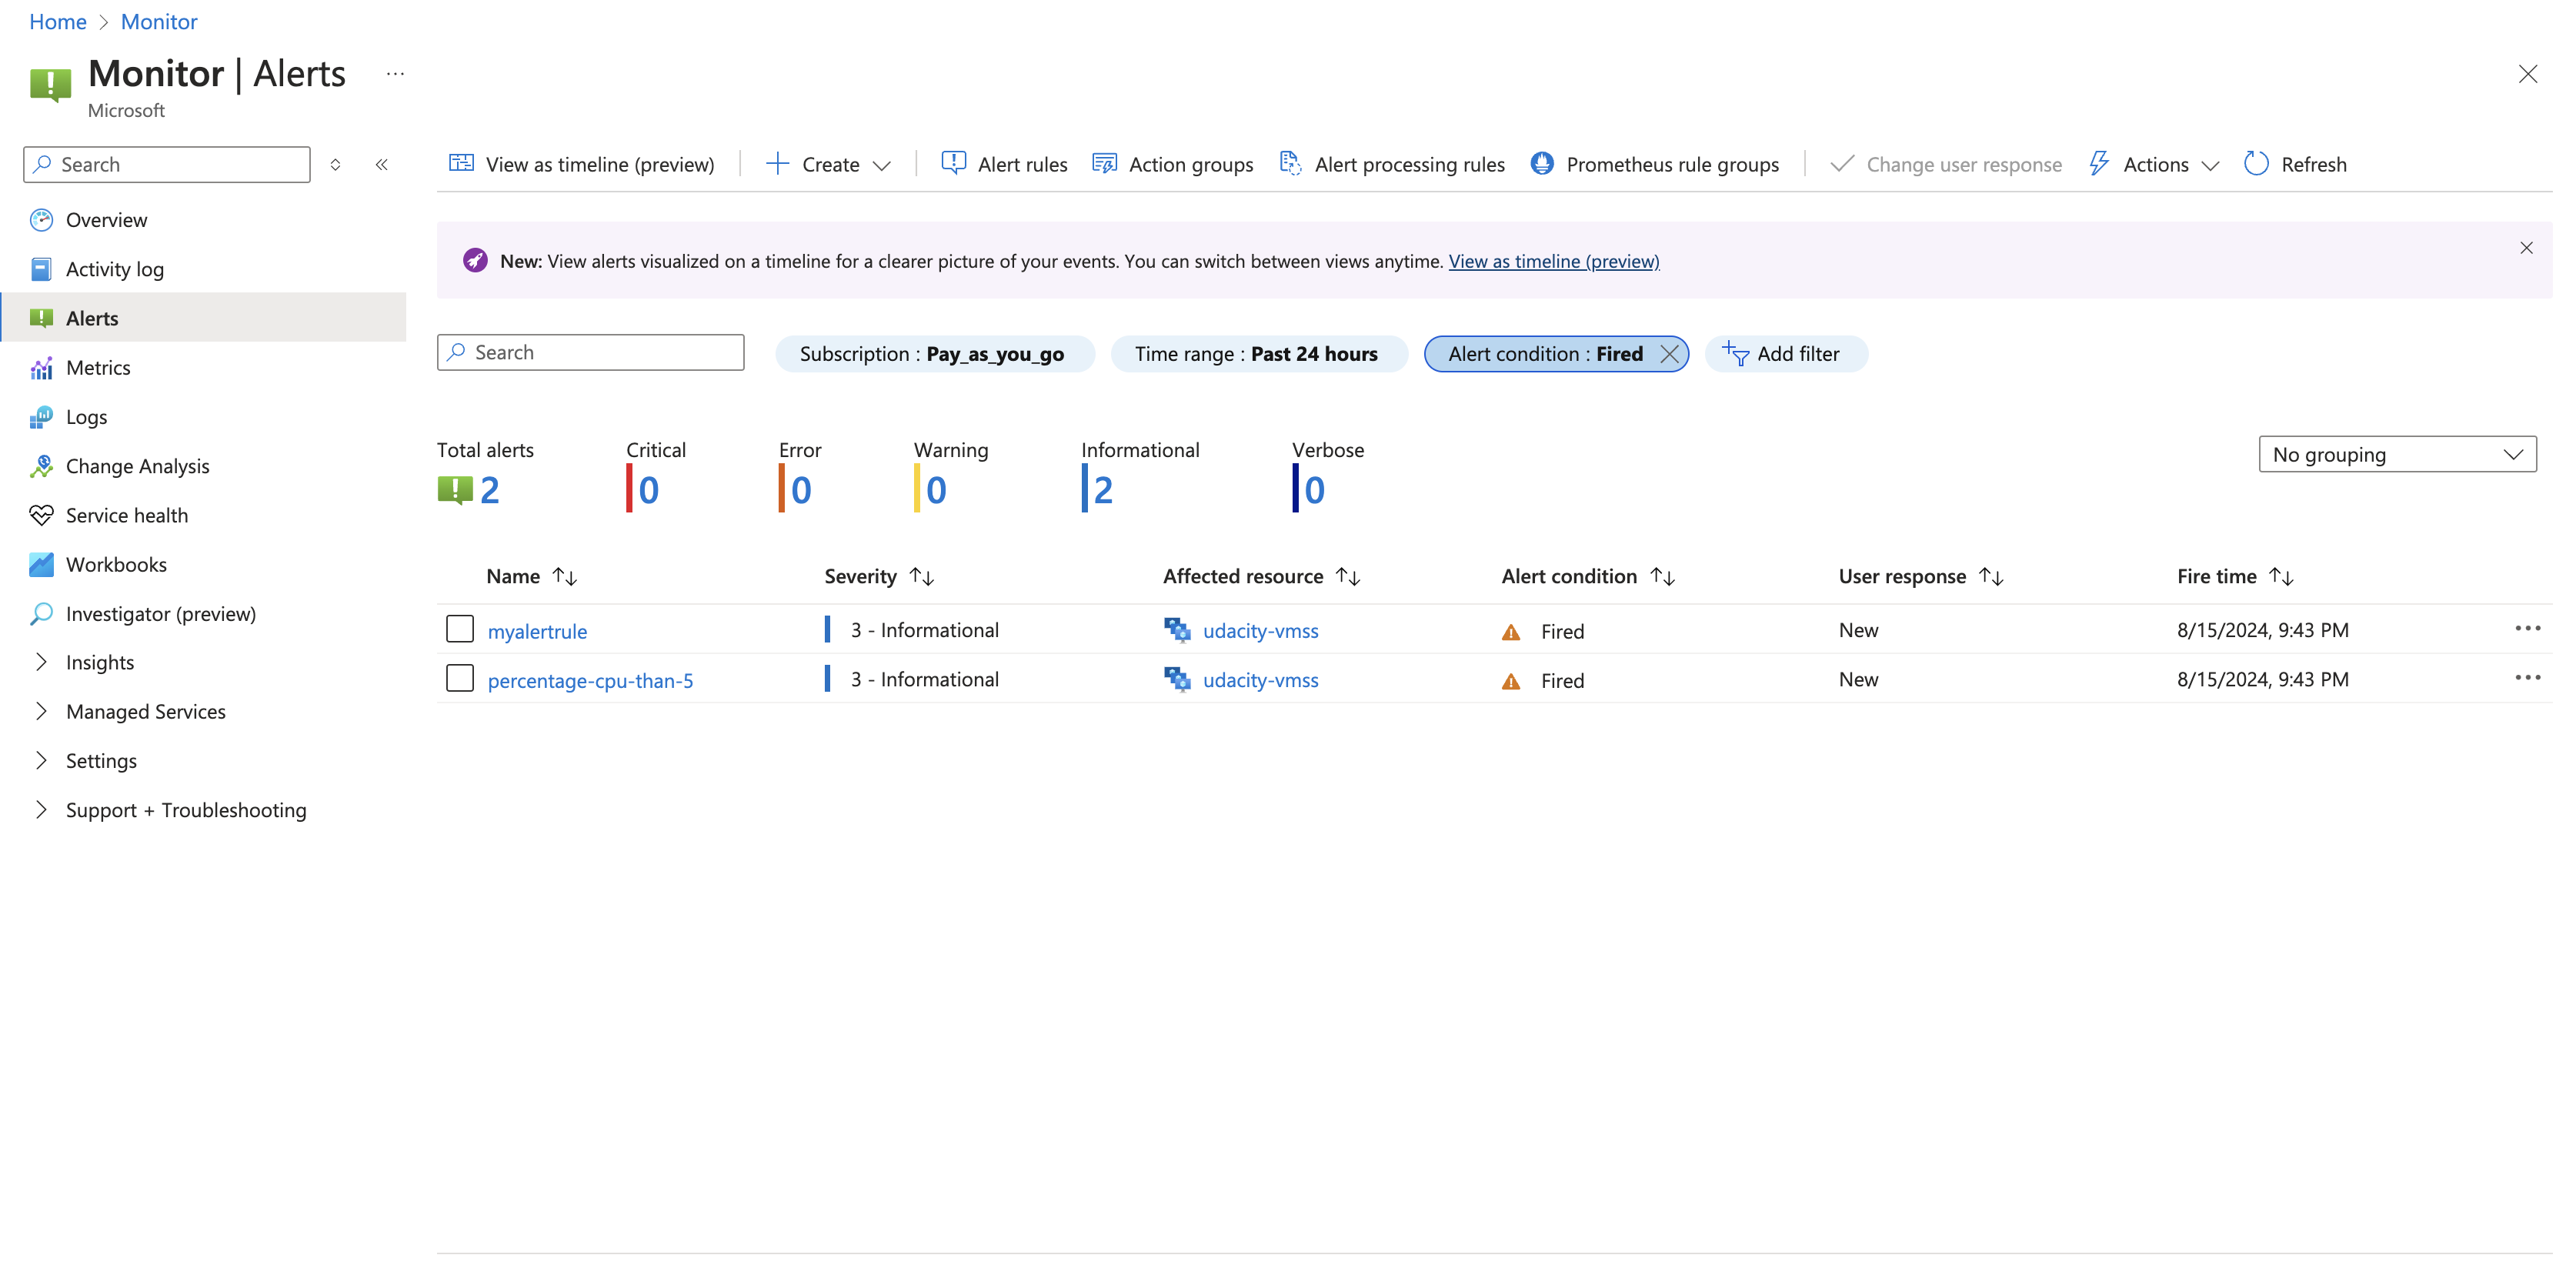 Home > Monitor
Monitor | Alerts ...
Microsoft
Search
Overview
Activity log
Alerts
Metrics
Logs
Change Analysis
Service health
Workbooks
Investigator (preview)
Insights
Managed Services
Settings
Support + Troubleshooting
View as timeline (preview) Create Alert rules Action groups Alert processing rules Prometheus rule groups Change user response Actions Refresh
New: View alerts visualized on a timeline for a clearer picture of your events. You can switch between views anytime. View as timeline (preview)
Search Subscription : Pay_as_you_go Time range : Past 24 hours Alert condition : Fired Add filter
Total alerts Critical Error Warning Informational Verbose
2 0 0 0 2 0
No grouping
Name Severity Affected resource Alert condition User response Fire time
myalertrule 3 - Informational udacity-vmss Fired New 8/15/2024, 9:43 PM
percentage-cpu-than-5 3 - Informational udacity-vmss Fired New 8/15/2024, 9:43 PM